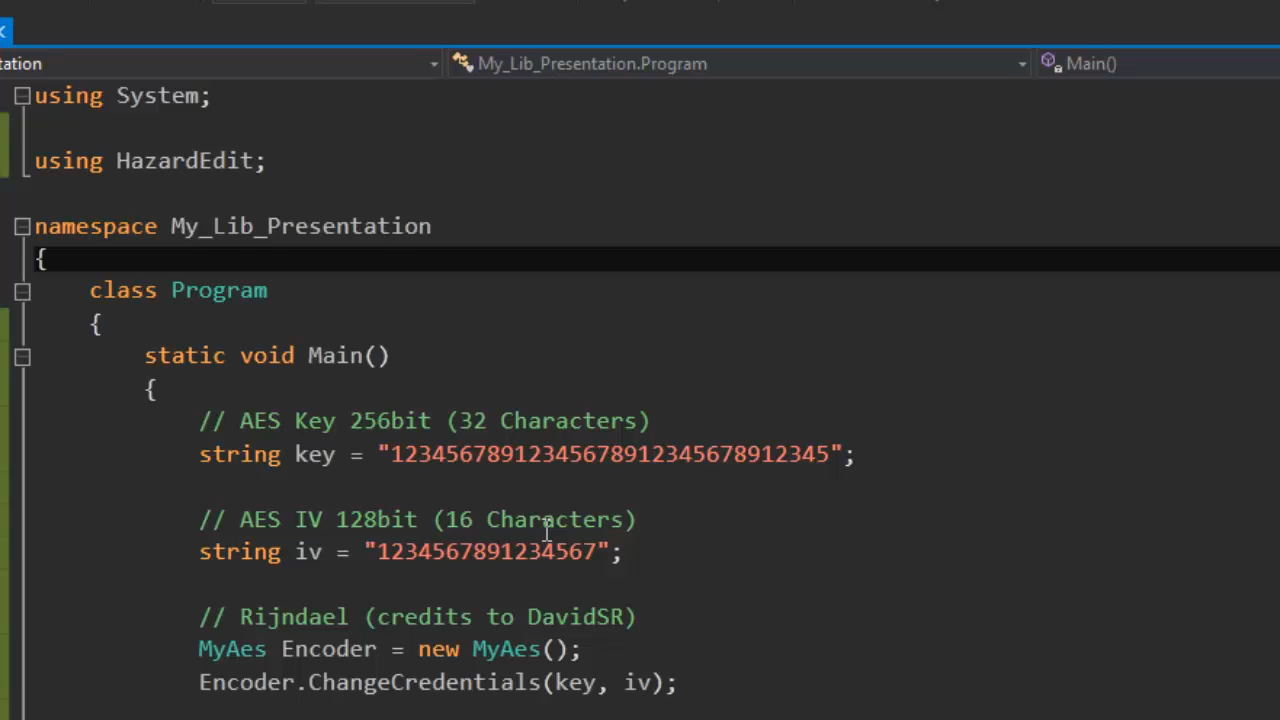 tation My_Lib_Presentation.Program Main()
using System;
using HazardEdit;
namespace My_Lib_Presentation
{
class Program
{
static void Main()
{
// AES Key 256bit (32 Characters)
string key = "12345678912345678912345678912345";
// AES IV 128bit (16 Characters)
string iv = "1234567891234567";
// Rijndael (credits to DavidSR)
MyAes Encoder = new MyAes();
Encoder.ChangeCredentials(key, iv);